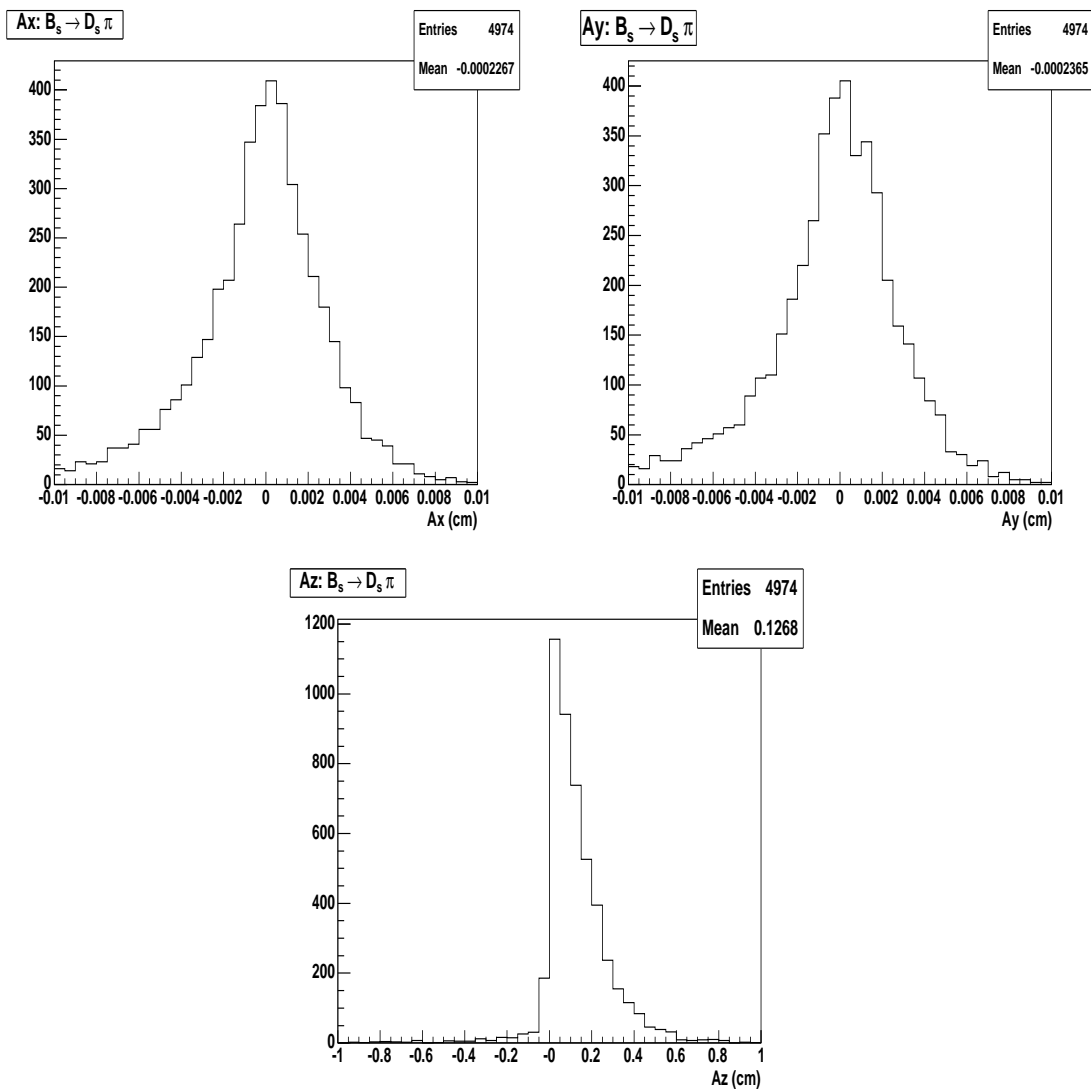 Ax: B_s → D_s π
Entries 4974
Mean -0.0002267
400
350
300
250
200
150
100
50
0
-0.01 -0.008 -0.006 -0.004 -0.002 0 0.002 0.004 0.006 0.008 0.01
Ax (cm)
Ay: B_s → D_s π
Entries 4974
Mean -0.0002365
400
350
300
250
200
150
100
50
0
-0.01 -0.008 -0.006 -0.004 -0.002 0 0.002 0.004 0.006 0.008 0.01
Ay (cm)
Az: B_s → D_s π
Entries 4974
Mean 0.1268
1200
1000
800
600
400
200
0
-1 -0.8 -0.6 -0.4 -0.2 -0 0.2 0.4 0.6 0.8 1
Az (cm)